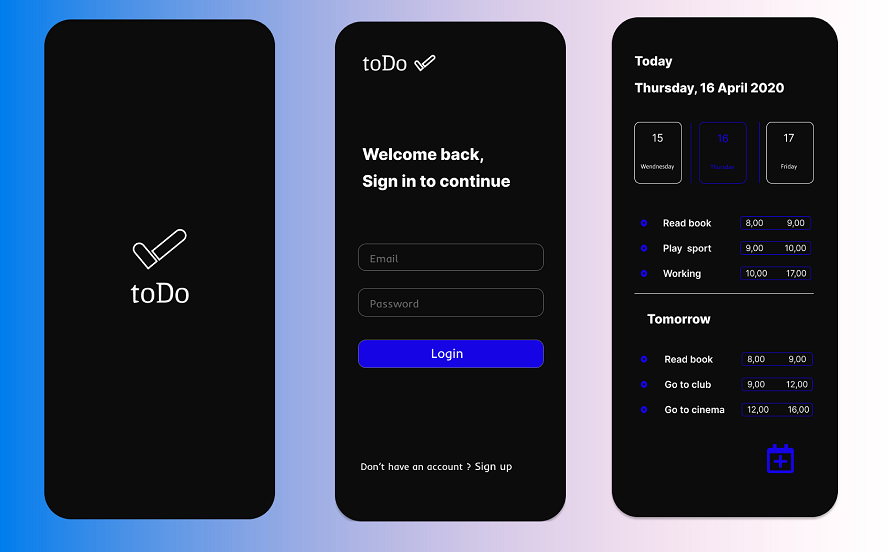 toDo
toDo
Welcome back,
Sign in to continue
Email
Password
Login
Don't have an account ? Sign up
Today
Thursday, 16 April 2020
15 16 17
Wendnesday Thursday Friday
Read book 8,00 9,00
Play sport 9,00 10,00
Working 10,00 17,00
Tomorrow
Read book 8,00 9,00
Go to club 9,00 12,00
Go to cinema 12,00 16,00